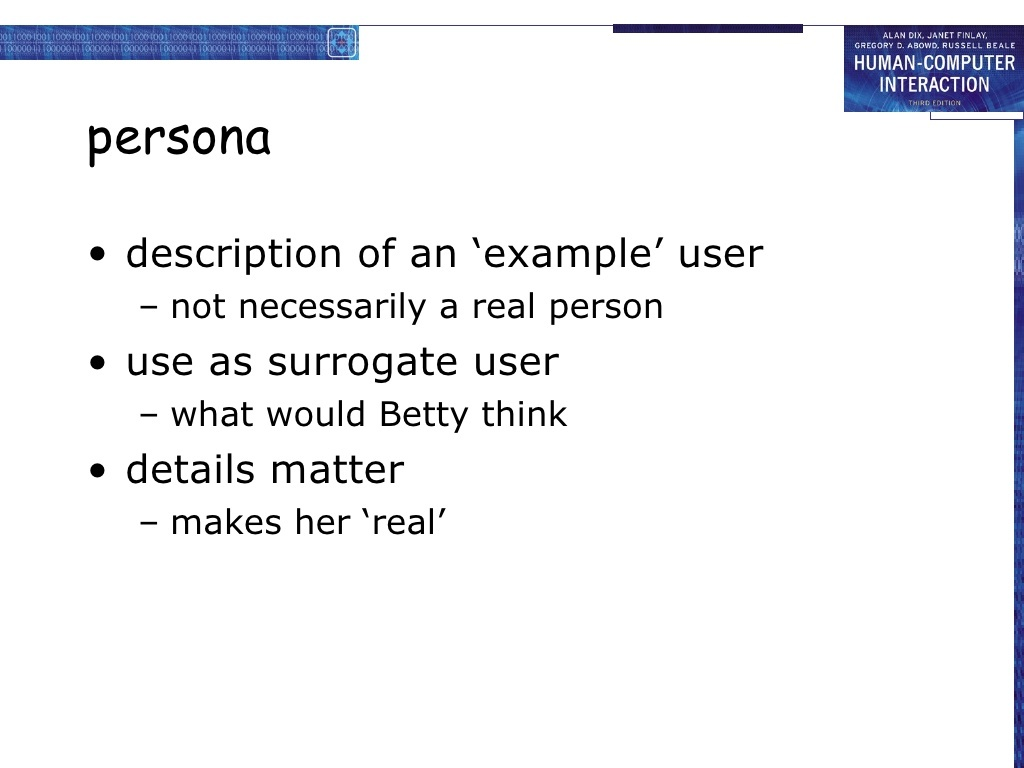 ALAN DIX, JANET FINLAY,
GREGORY D. ABOWD, RUSSELL BEALE
HUMAN-COMPUTER
INTERACTION
THIRD EDITION
persona
• description of an ‘example’ user
– not necessarily a real person
• use as surrogate user
– what would Betty think
• details matter
– makes her ‘real’